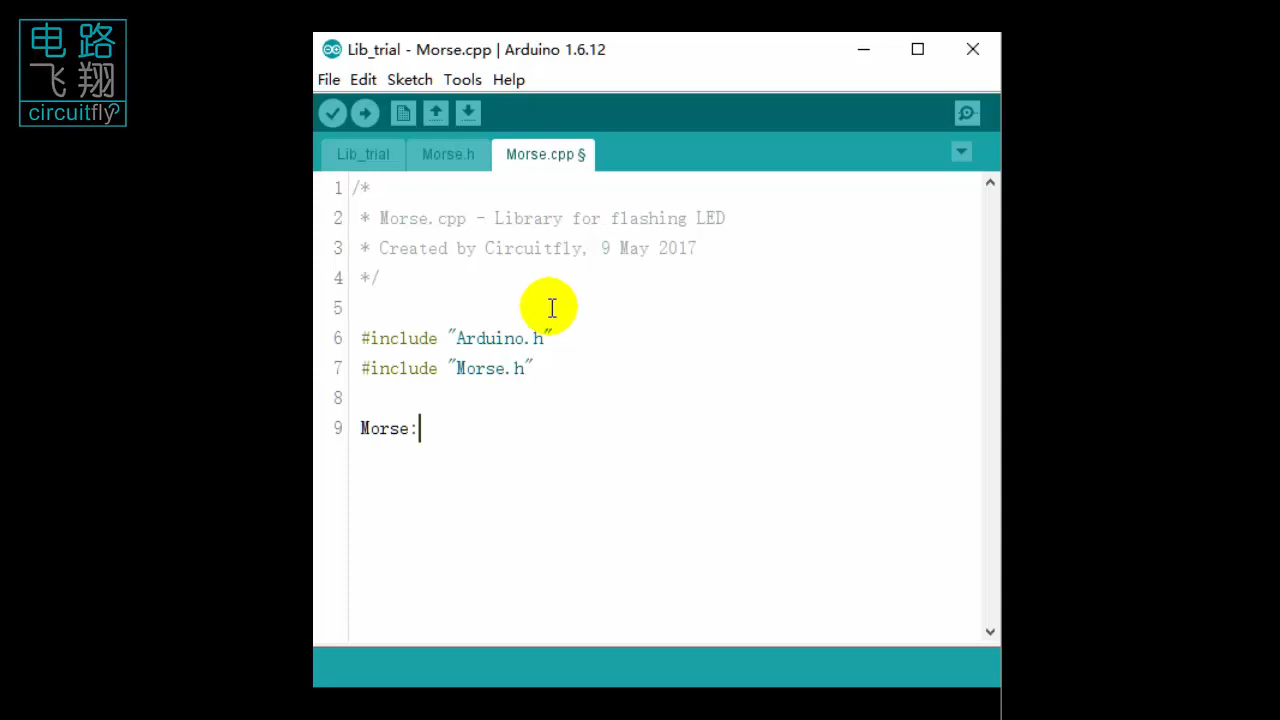 电路
飞翔
circuitfly
Lib_trial - Morse.cpp | Arduino 1.6.12
File Edit Sketch Tools Help
Lib_trial Morse.h Morse.cpp §
1 /*
2 * Morse.cpp - Library for flashing LED
3 * Created by Circuitfly, 9 May 2017
4 */
5
6 #include "Arduino.h"
7 #include "Morse.h"
8
9 Morse: